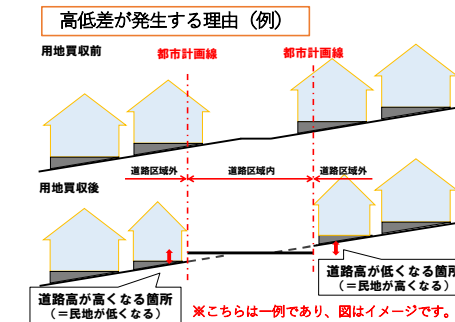 高低差が発生する理由（例）
用地買収前
都市計画線
都市計画線
道路区域外
道路区域内
道路区域外
用地買収後
道路高が高くなる箇所
（＝民地が低くなる）
道路高が低くなる箇所
（＝民地が高くなる）
※こちらは一例であり、図はイメージです。